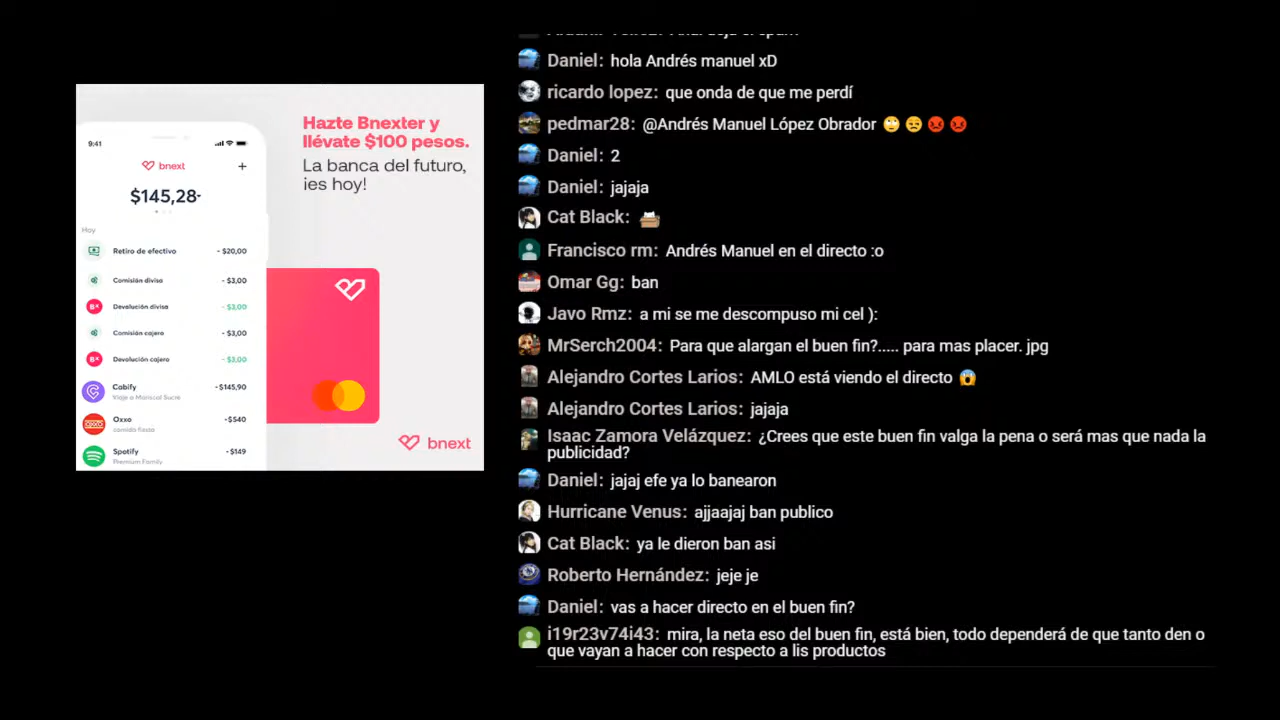 Hazte Bnexter y
llévate $100 pesos.
La banca del futuro,
¡es hoy!
9:41
bnext
$145,28
Hoy
Retiro de efectivo - $20,00
Comisión divisa - $3,00
Devolución divisa - $3,00
Comisión cajero - $3,00
Devolución cajero - $3,00
Cabify -$145,90
Viaje a Mariscal Sucre
Oxxo -$540
comida fiesta
Spotify -$149
Premium Family
bnext
Daniel: hola Andrés manuel xD
ricardo lopez: que onda de que me perdí
pedmar28: @Andrés Manuel López Obrador 🙄 😒 😡 😡
Daniel: 2
Daniel: jajaja
Cat Black: 🗳️
Francisco rm: Andrés Manuel en el directo :o
Omar Gg: ban
Javo Rmz: a mi se me descompuso mi cel ):
MrSerch2004: Para que alargan el buen fin?..... para mas placer. jpg
Alejandro Cortes Larios: AMLO está viendo el directo 😱
Alejandro Cortes Larios: jajaja
Isaac Zamora Velázquez: ¿Crees que este buen fin valga la pena o será mas que nada la
publicidad?
Daniel: jajaj efe ya lo banearon
Hurricane Venus: ajjaajaj ban publico
Cat Black: ya le dieron ban asi
Roberto Hernández: jeje je
Daniel: vas a hacer directo en el buen fin?
i19r23v74i43: mira, la neta eso del buen fin, está bien, todo dependerá de que tanto den o
que vayan a hacer con respecto a lis productos